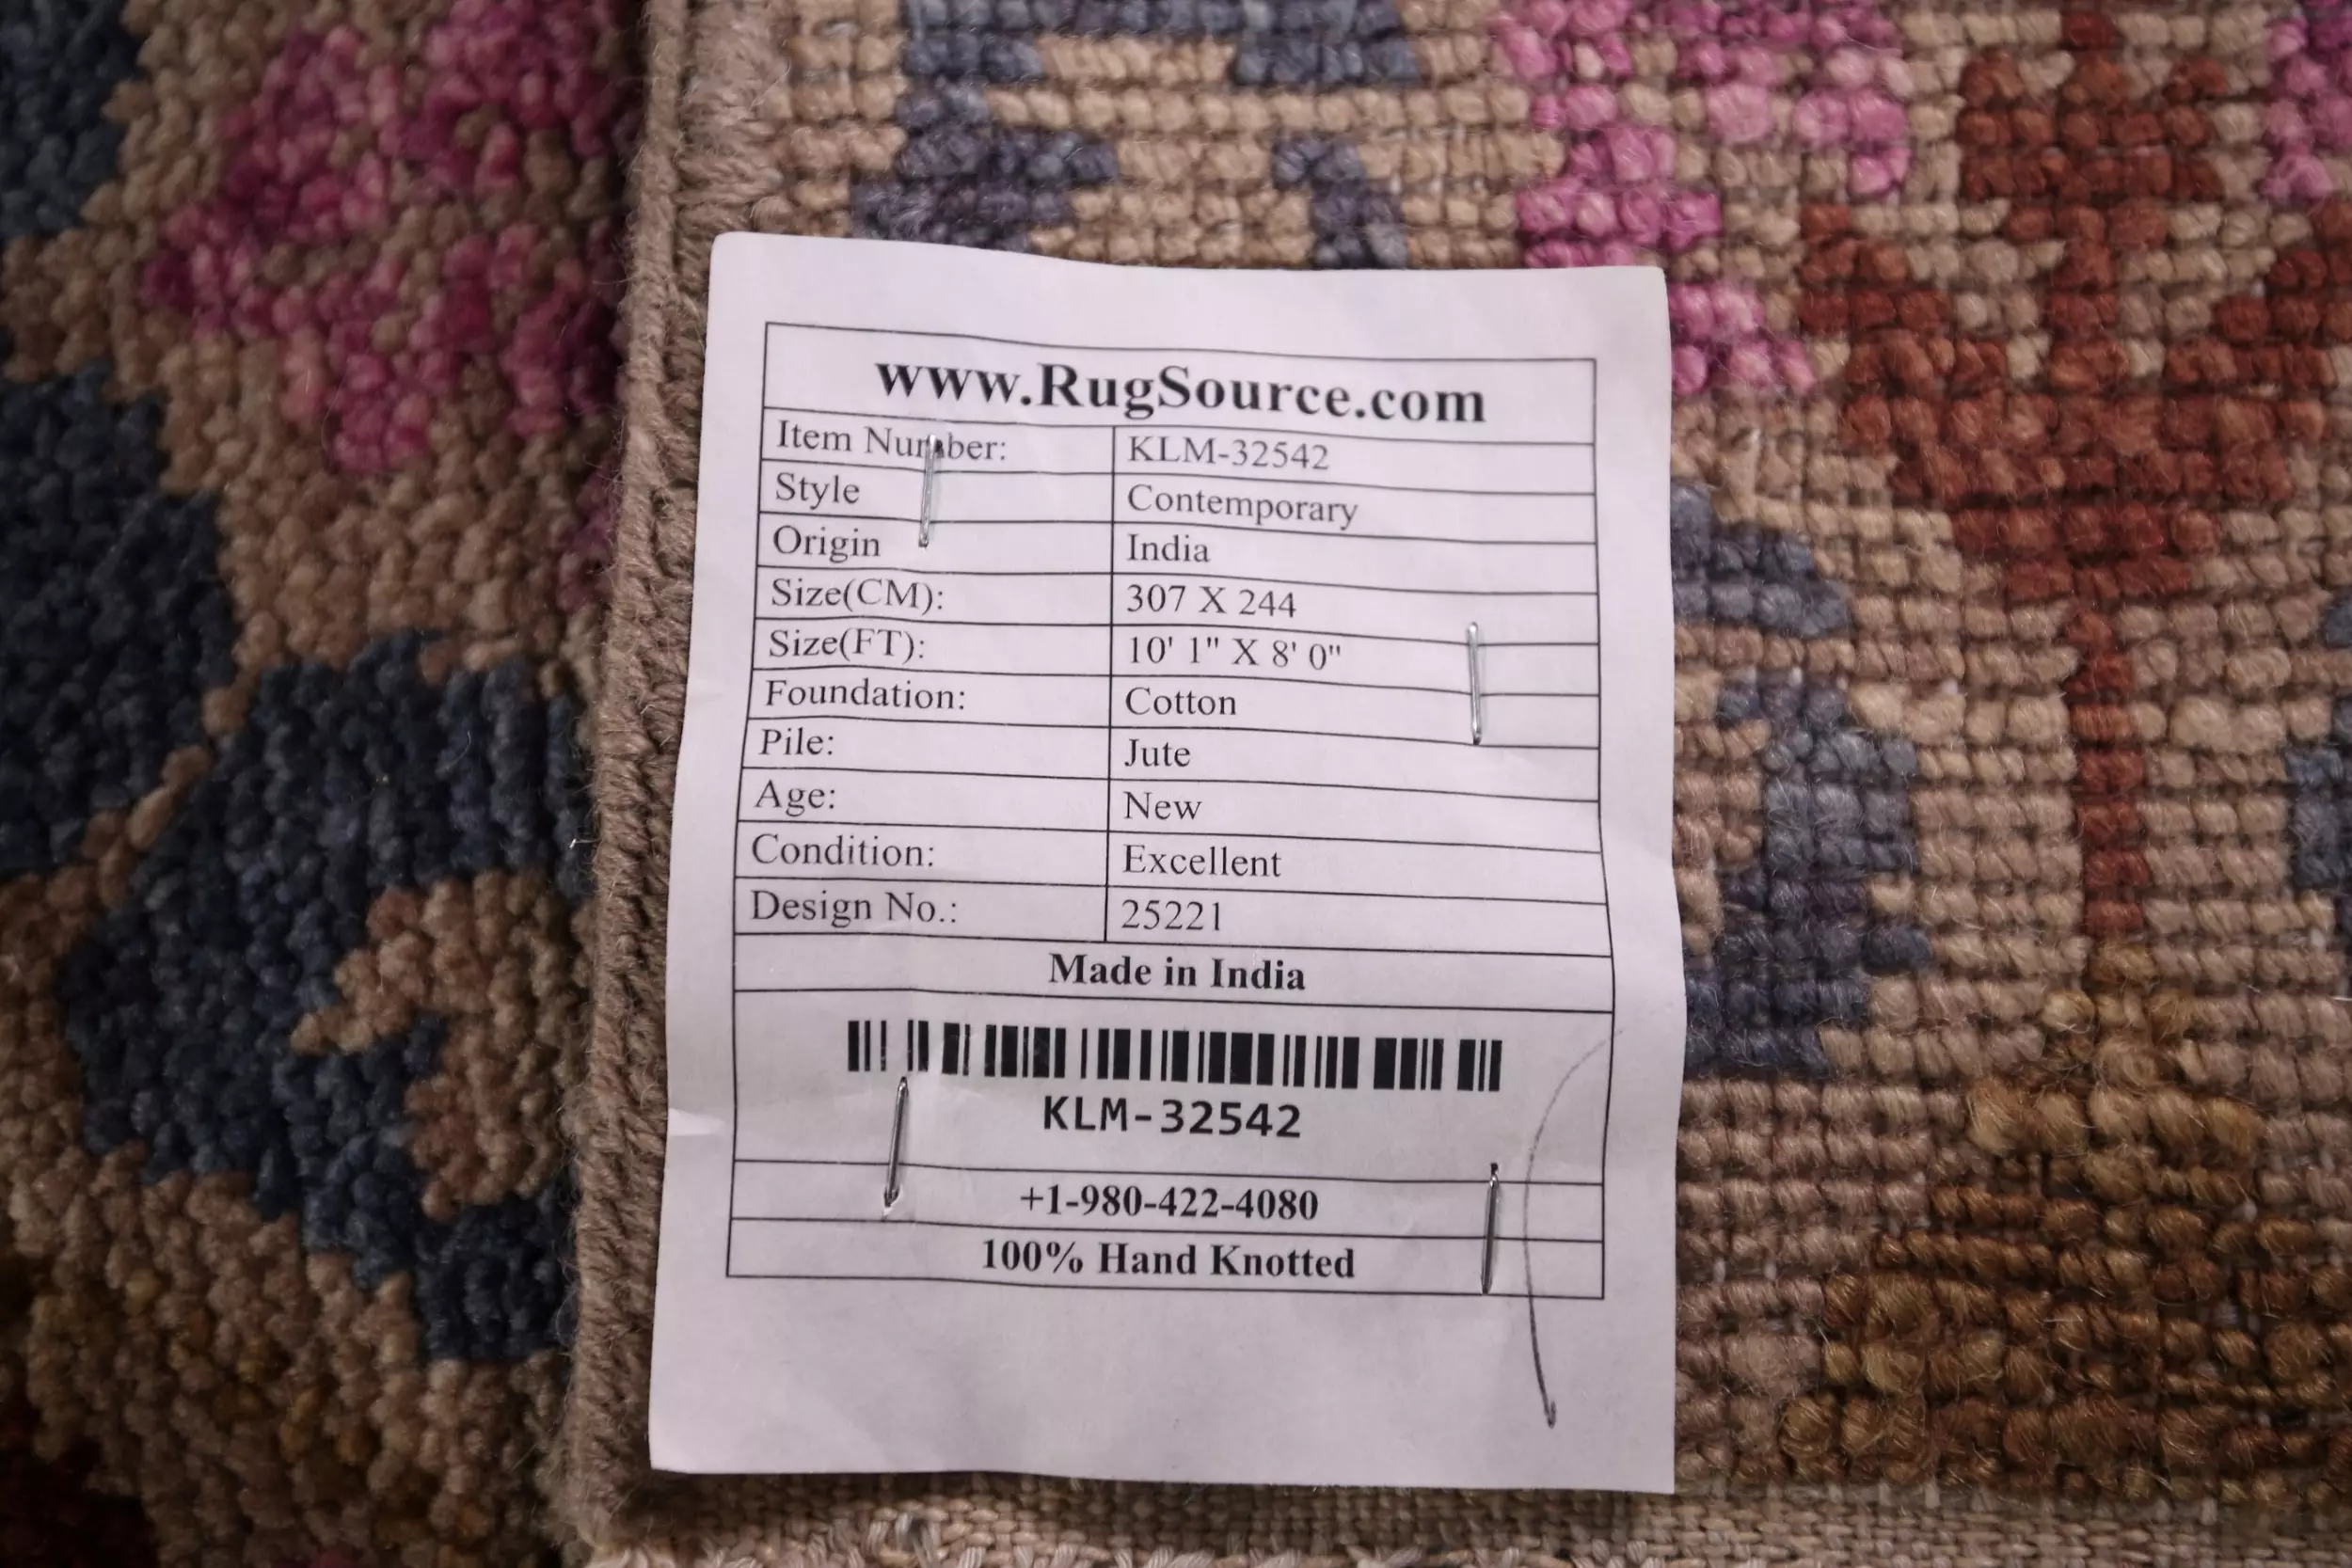 www.RugSource.com
Item Number: KLM-32542
Style Contemporary
Origin India
Size(CM): 307 X 244
Size(FT): 10' 1" X 8' 0"
Foundation: Cotton
Pile: Jute
Age: New
Condition: Excellent
Design No.: 25221
Made in India
KLM-32542
+1-980-422-4080
100% Hand Knotted